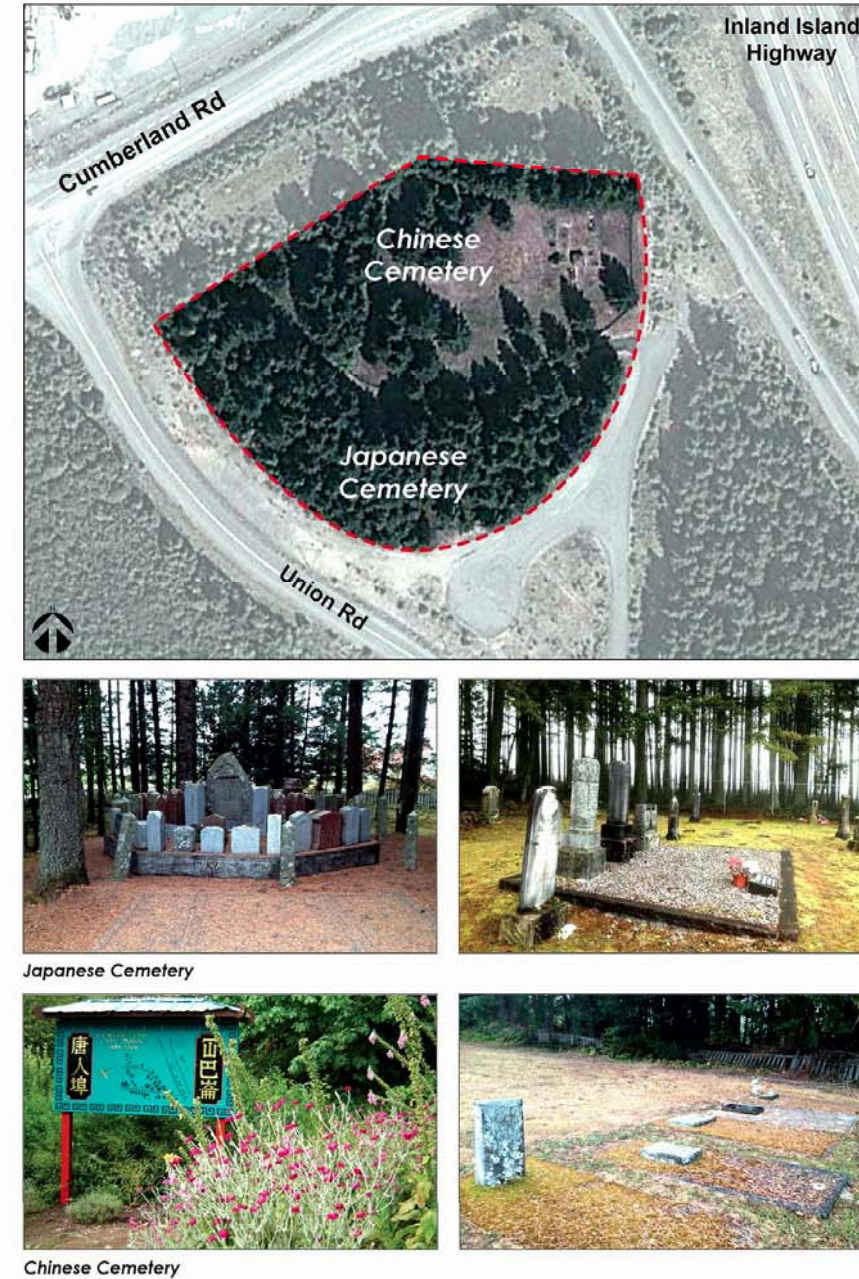 Inland Island
Highway
Cumberland Rd
Chinese
Cemetery
Japanese
Cemetery
Union Rd
Japanese Cemetery
唐人埠
山巴崙
Chinese Cemetery